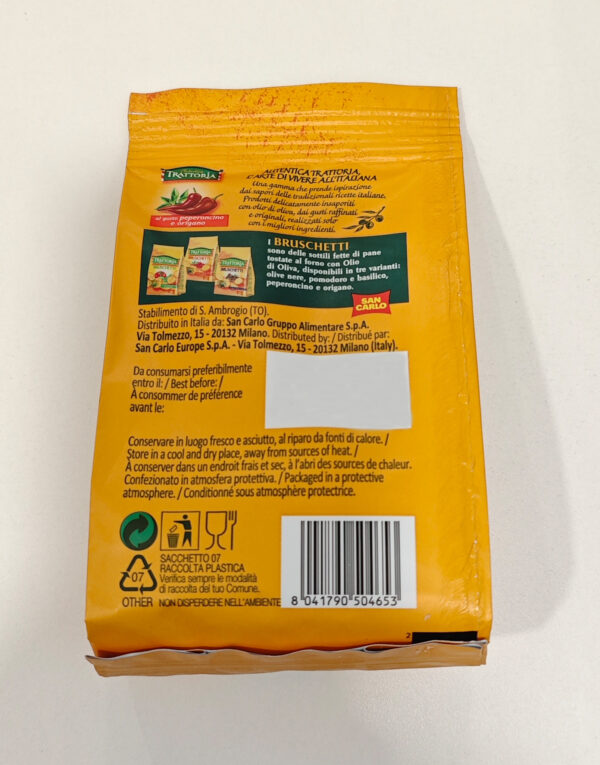 TRATTORIA
al gusto peperoncino
e origano
AUTENTICA TRATTORIA,
L'ARTE DI VIVERE ALL'ITALIANA
Una gamma che prende ispirazione
dai sapori delle tradizionali ricette italiane.
Prodotti delicatamente insaporiti
con olio di oliva, dai gusti raffinati
e originali, realizzati solo
con i migliori ingredienti.
I BRUSCHETTI
sono delle sottili fette di pane
tostate al forno con Olio
di Oliva, disponibili in tre varianti:
olive nere, pomodoro e basilico,
peperoncino e origano.
SAN
CARLO
Stabilimento di S. Ambrogio (TO).
Distribuito in Italia da: San Carlo Gruppo Alimentare S.p.A.
Via Tolmezzo, 15 - 20132 Milano. Distributed by: / Distribué par:
San Carlo Europe S.p.A. - Via Tolmezzo, 15 - 20132 Milano (Italy).
Da consumarsi preferibilmente
entro il: / Best before: /
À consommer de préférence
avant le:
Conservare in luogo fresco e asciutto, al riparo da fonti di calore. /
Store in a cool and dry place, away from sources of heat. /
À conserver dans un endroit frais et sec, à l'abri des sources de chaleur.
Confezionato in atmosfera protettiva. / Packaged in a protective
atmosphere. / Conditionné sous atmosphère protectrice.
SACCHETTO 07
RACCOLTA PLASTICA
Verifica sempre le modalità
di raccolta del tuo Comune.
07
OTHER NON DISPERDERE NELL'AMBIENTE
8 041790 504653
2